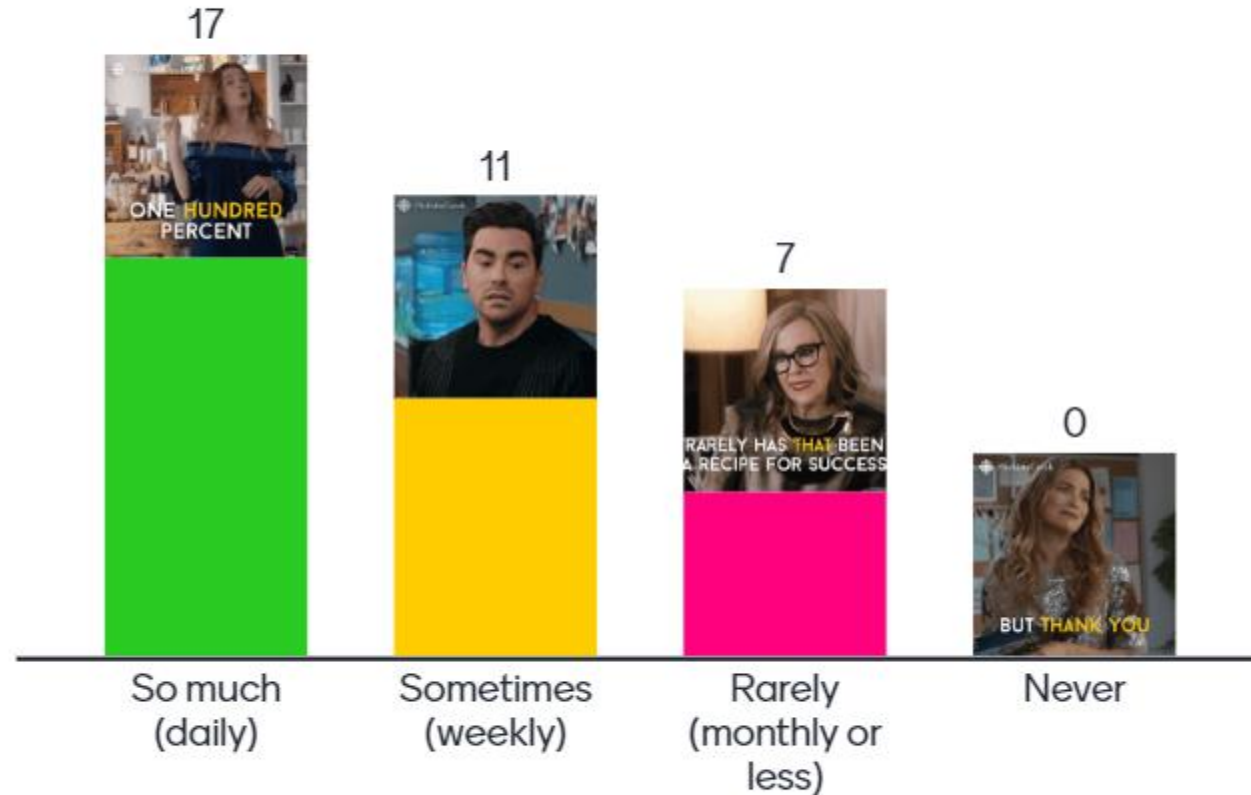 17
ONE HUNDRED
PERCENT
11
7
RARELY HAS THAT BEEN
A RECIPE FOR SUCCESS
0
BUT THANK YOU
So much
(daily)
Sometimes
(weekly)
Rarely
(monthly or
less)
Never